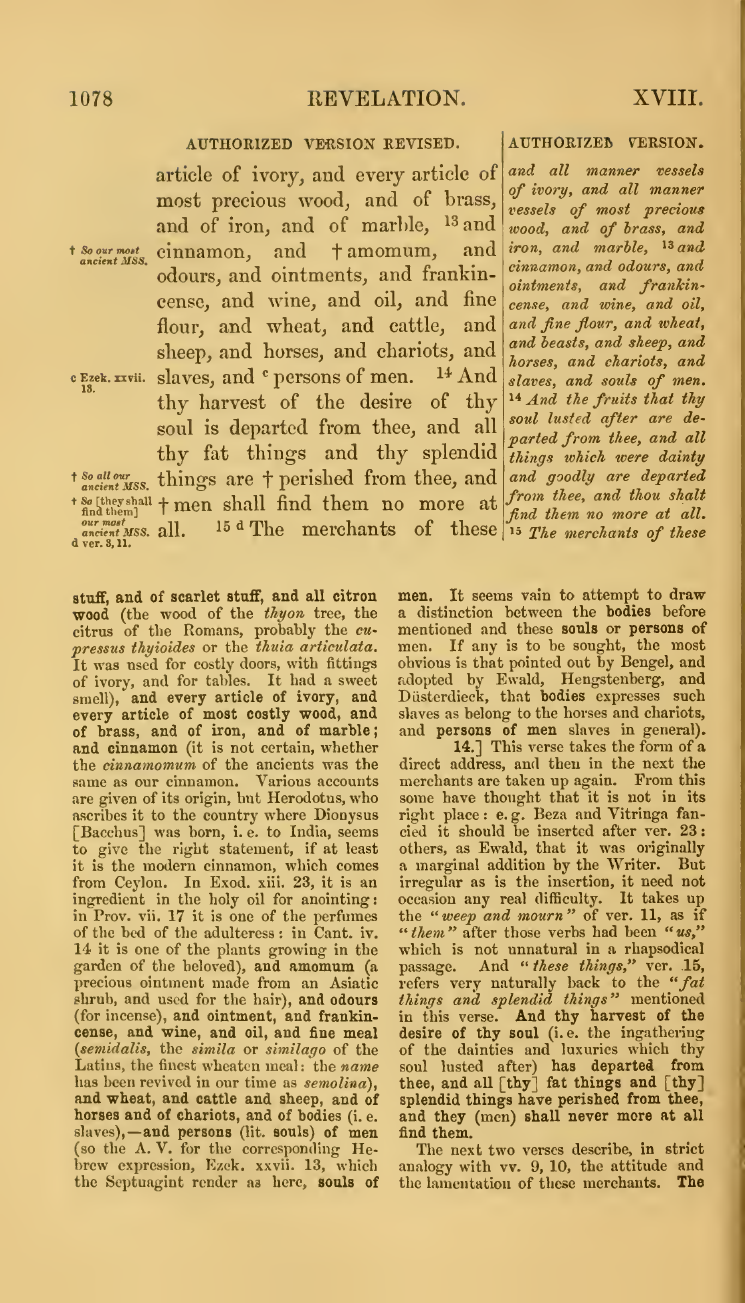 1078 REVELATION. XVIII.
AUTHORIZED VERSION REVISED.
article of ivory, and every article of
most precious wood, and of brass,
and of iron, and of marble, 13 and
† So our most ancient MSS.
cinnamon, and † amomum, and
odours, and ointments, and frankin-
cense, and wine, and oil, and fine
flour, and wheat, and cattle, and
sheep, and horses, and chariots, and
c Ezek. xxvii. 13.
slaves, and c persons of men. 14 And
thy harvest of the desire of thy
soul is departed from thee, and all
thy fat things and thy splendid
† So all our ancient MSS.
things are † perished from thee, and
† So [they shall find them] our most ancient MSS.
† men shall find them no more at
d ver. 3, 11.
all. 15 d The merchants of these
AUTHORIZED VERSION.
and all manner vessels
of ivory, and all manner
vessels of most precious
wood, and of brass, and
iron, and marble, 13 and
cinnamon, and odours, and
ointments, and frankin-
cense, and wine, and oil,
and fine flour, and wheat,
and beasts, and sheep, and
horses, and chariots, and
slaves, and souls of men.
14 And the fruits that thy
soul lusted after are de-
parted from thee, and all
things which were dainty
and goodly are departed
from thee, and thou shalt
find them no more at all.
15 The merchants of these
stuff, and of scarlet stuff, and all citron
wood (the wood of the thyon tree, the
citrus of the Romans, probably the cu-
pressus thyioides or the thuia articulata.
It was used for costly doors, with fittings
of ivory, and for tables. It had a sweet
smell), and every article of ivory, and
every article of most costly wood, and
of brass, and of iron, and of marble;
and cinnamon (it is not certain, whether
the cinnamomum of the ancients was the
same as our cinnamon. Various accounts
are given of its origin, but Herodotus, who
ascribes it to the country where Dionysus
[Bacchus] was born, i. e. to India, seems
to give the right statement, if at least
it is the modern cinnamon, which comes
from Ceylon. In Exod. xiii. 23, it is an
ingredient in the holy oil for anointing:
in Prov. vii. 17 it is one of the perfumes
of the bed of the adulteress: in Cant. iv.
14 it is one of the plants growing in the
garden of the beloved), and amomum (a
precious ointment made from an Asiatic
shrub, and used for the hair), and odours
(for incense), and ointment, and frankin-
cense, and wine, and oil, and fine meal
(semidalis, the simila or similago of the
Latins, the finest wheaten meal: the name
has been revived in our time as semolina),
and wheat, and cattle and sheep, and of
horses and of chariots, and of bodies (i. e.
slaves),—and persons (lit. souls) of men
(so the A. V. for the corresponding He-
brew expression, Ezek. xxvii. 13, which
the Septuagint render as here, souls of
men. It seems vain to attempt to draw
a distinction between the bodies before
mentioned and these souls or persons of
men. If any is to be sought, the most
obvious is that pointed out by Bengel, and
adopted by Ewald, Hengstenberg, and
Düsterdieck, that bodies expresses such
slaves as belong to the horses and chariots,
and persons of men slaves in general).
14.] This verse takes the form of a
direct address, and then in the next the
merchants are taken up again. From this
some have thought that it is not in its
right place: e. g. Beza and Vitringa fan-
cied it should be inserted after ver. 23:
others, as Ewald, that it was originally
a marginal addition by the Writer. But
irregular as is the insertion, it need not
occasion any real difficulty. It takes up
the "weep and mourn" of ver. 11, as if
"them" after those verbs had been "us,"
which is not unnatural in a rhapsodical
passage. And "these things," ver. 15,
refers very naturally back to the "fat
things and splendid things" mentioned
in this verse. And thy harvest of the
desire of thy soul (i. e. the ingathering
of the dainties and luxuries which thy
soul lusted after) has departed from
thee, and all [thy] fat things and [thy]
splendid things have perished from thee,
and they (men) shall never more at all
find them.
The next two verses describe, in strict
analogy with vv. 9, 10, the attitude and
the lamentation of these merchants. The